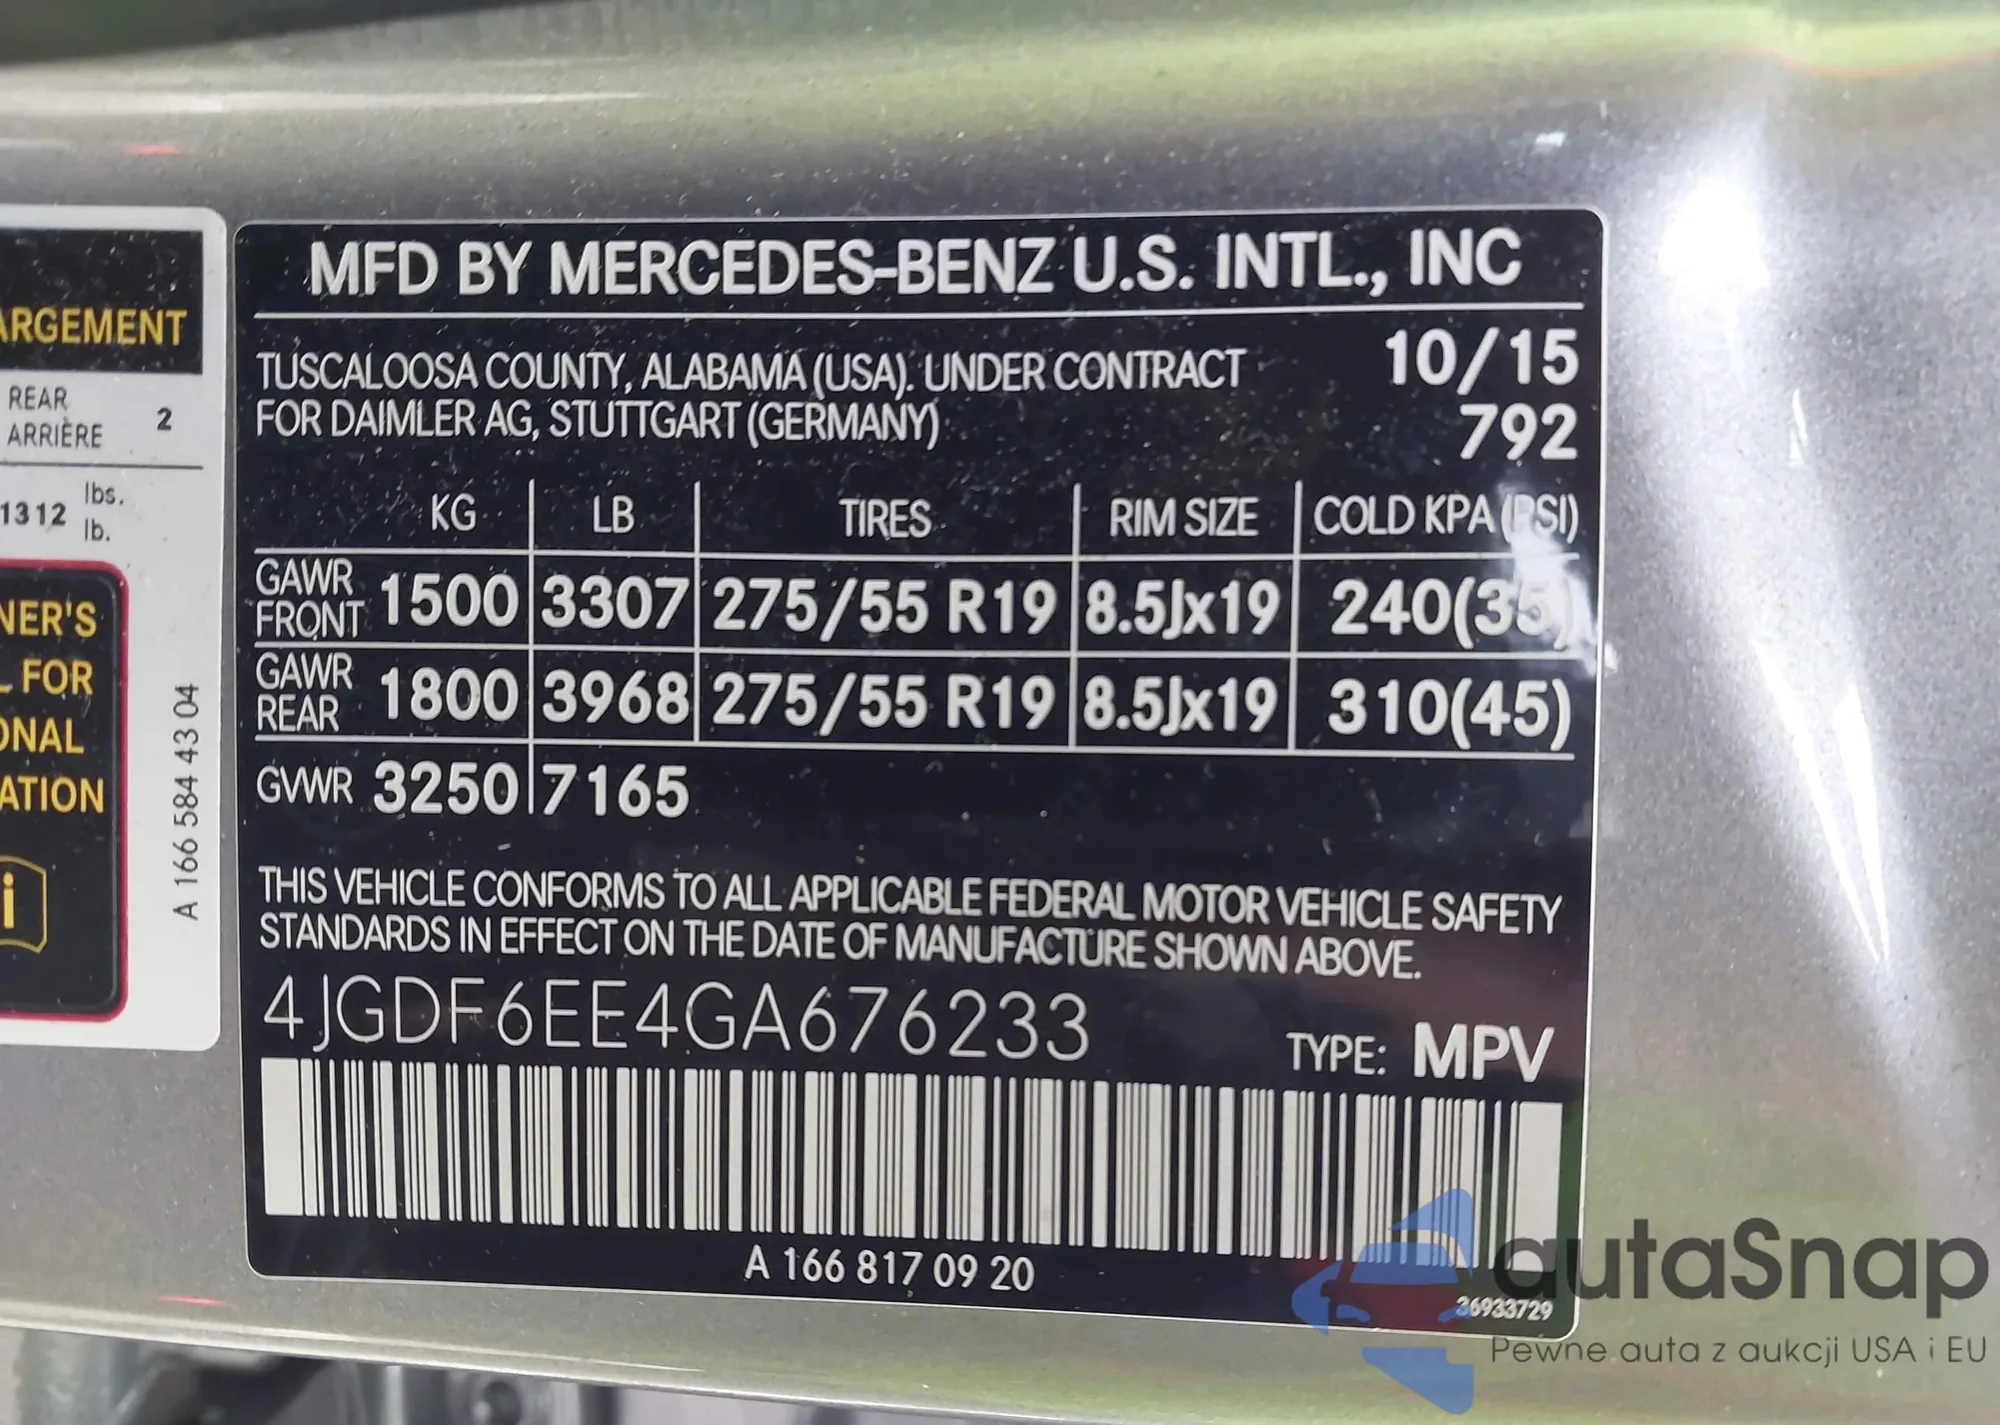 ARGEMENT
REAR
ARRIÈRE 2
1312 lbs.
lb.
NER'S
L FOR
ONAL
ATION
i
A 166 584 43 04
MFD BY MERCEDES-BENZ U.S. INTL., INC
TUSCALOOSA COUNTY, ALABAMA (USA). UNDER CONTRACT 10/15
FOR DAIMLER AG, STUTTGART (GERMANY) 792
KG LB TIRES RIM SIZE COLD KPA (PSI)
GAWR FRONT 1500 3307 275/55 R19 8.5Jx19 240(35)
GAWR REAR 1800 3968 275/55 R19 8.5Jx19 310(45)
GVWR 3250 7165
THIS VEHICLE CONFORMS TO ALL APPLICABLE FEDERAL MOTOR VEHICLE SAFETY
STANDARDS IN EFFECT ON THE DATE OF MANUFACTURE SHOWN ABOVE.
4JGDF6EE4GA676233
TYPE: MPV
A 166 817 09 20
36933729
autaSnap
Pewne auta z aukcji USA i EU